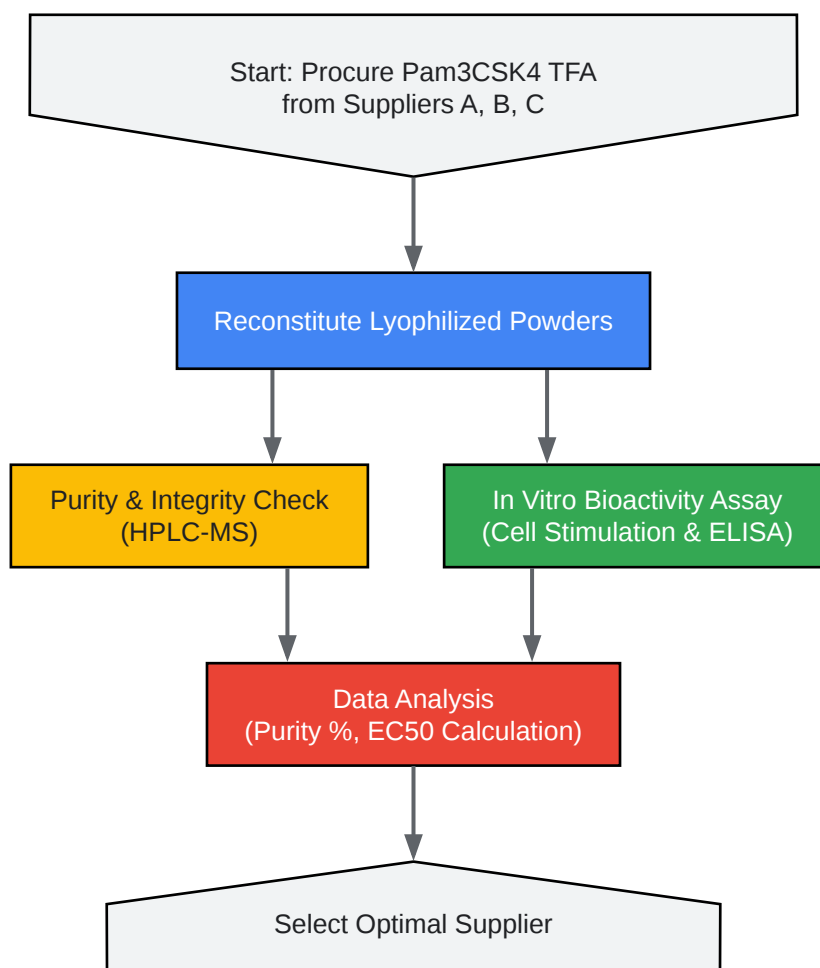 Start: Procure Pam3CSK4 TFA
from Suppliers A, B, C
Reconstitute Lyophilized Powders
Purity & Integrity Check
(HPLC-MS)
In Vitro Bioactivity Assay
(Cell Stimulation & ELISA)
Data Analysis
(Purity %, EC50 Calculation)
Select Optimal Supplier